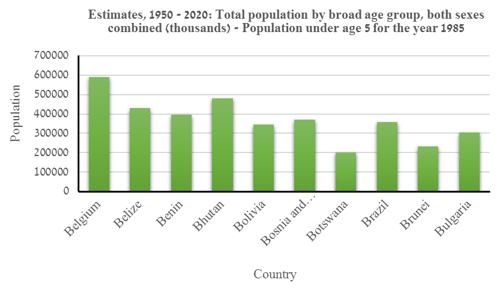 Estimates, 1950 - 2020: Total population by broad age group, both sexes
combined (thousands) - Population under age 5 for the year 1985
Population
700000
600000
500000
400000
300000
200000
100000
0
Belgium
Belize
Benin
Bhutan
Bolivia
Bosnia and...
Botswana
Brazil
Brunei
Bulgaria
Country